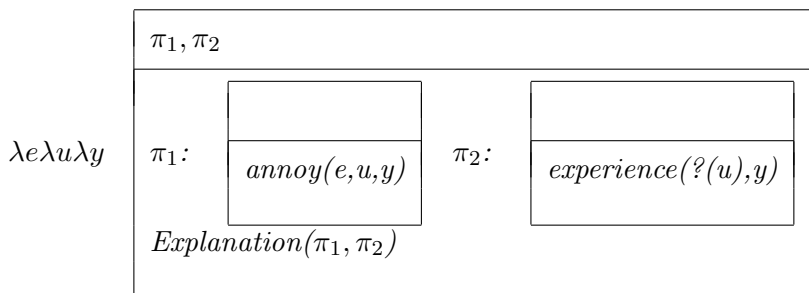 π₁, π₂
λeλuλy π₁: annoy(e,u,y) π₂: experience(?(u),y)
Explanation(π₁, π₂)